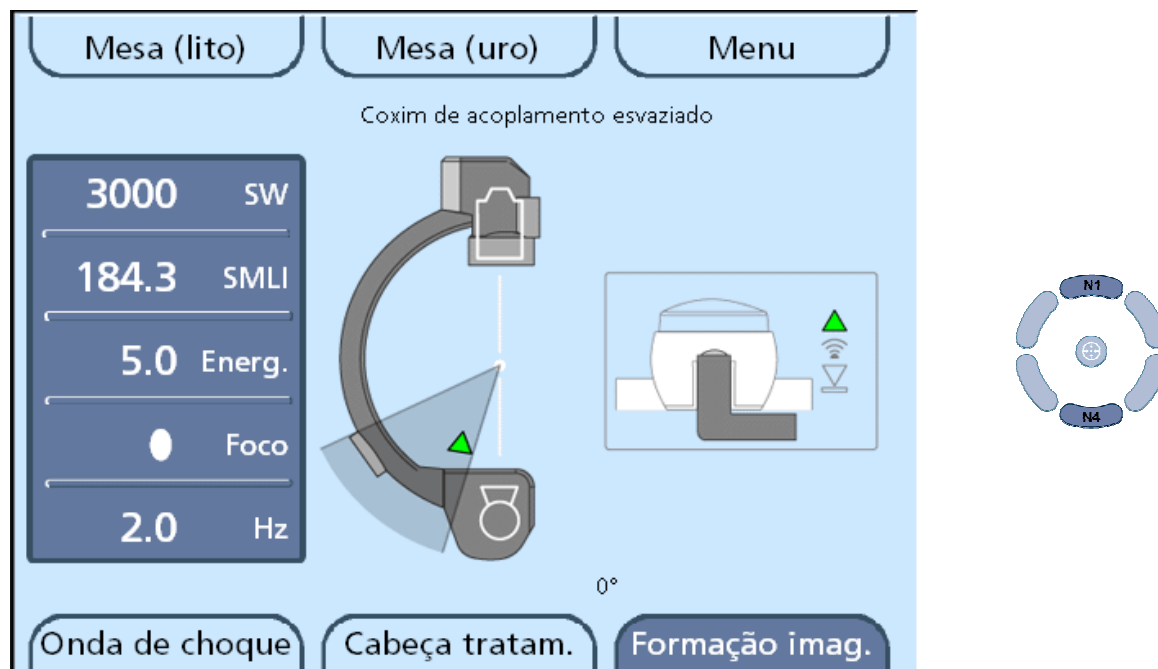 Mesa (lito)
Mesa (uro)
Menu
Coxim de acoplamento esvaziado
3000 SW
184.3 SMLI
5.0 Energ.
Foco
2.0 Hz
N1
N4
0°
Onda de choque
Cabeça tratam.
Formação imag.